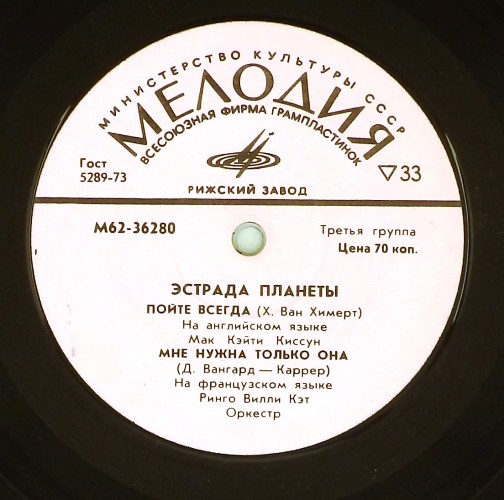 МИНИСТЕРСТВО КУЛЬТУРЫ СССР
МЕЛОДИЯ
ВСЕСОЮЗНАЯ ФИРМА ГРАМПЛАСТИНОК
Гост
5289-73
▽33
РИЖСКИЙ ЗАВОД
М62-36280
Третья группа
Цена 70 коп.
ЭСТРАДА ПЛАНЕТЫ
ПОЙТЕ ВСЕГДА (Х. Ван Химерт)
На английском языке
Мак Кэйти Киссун
МНЕ НУЖНА ТОЛЬКО ОНА
(Д. Вангард — Каррер)
На французском языке
Ринго Вилли Кэт
Оркестр